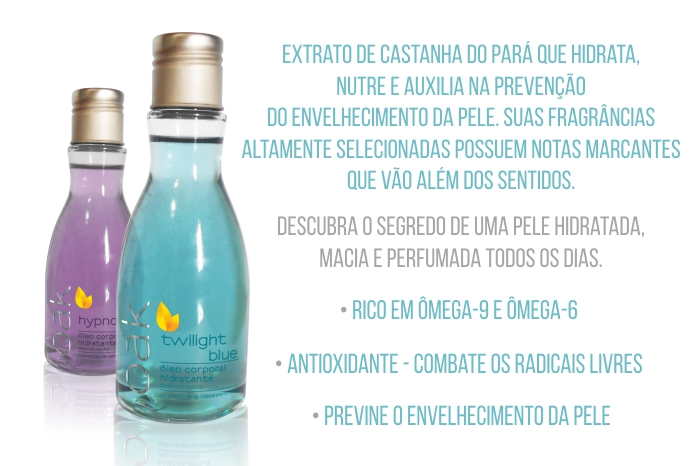 EXTRATO DE CASTANHA DO PARÁ QUE HIDRATA,
NUTRE E AUXILIA NA PREVENÇÃO
DO ENVELHECIMENTO DA PELE. SUAS FRAGRÂNCIAS
ALTAMENTE SELECIONADAS POSSUEM NOTAS MARCANTES
QUE VÃO ALÉM DOS SENTIDOS.
DESCUBRA O SEGREDO DE UMA PELE HIDRATADA,
MACIA E PERFUMADA TODOS OS DIAS.
• RICO EM ÔMEGA-9 E ÔMEGA-6
• ANTIOXIDANTE - COMBATE OS RADICAIS LIVRES
• PREVINE O ENVELHECIMENTO DA PELE
hypno
óleo corpo
hidratante
twilight
blue
óleo corporal
hidratante